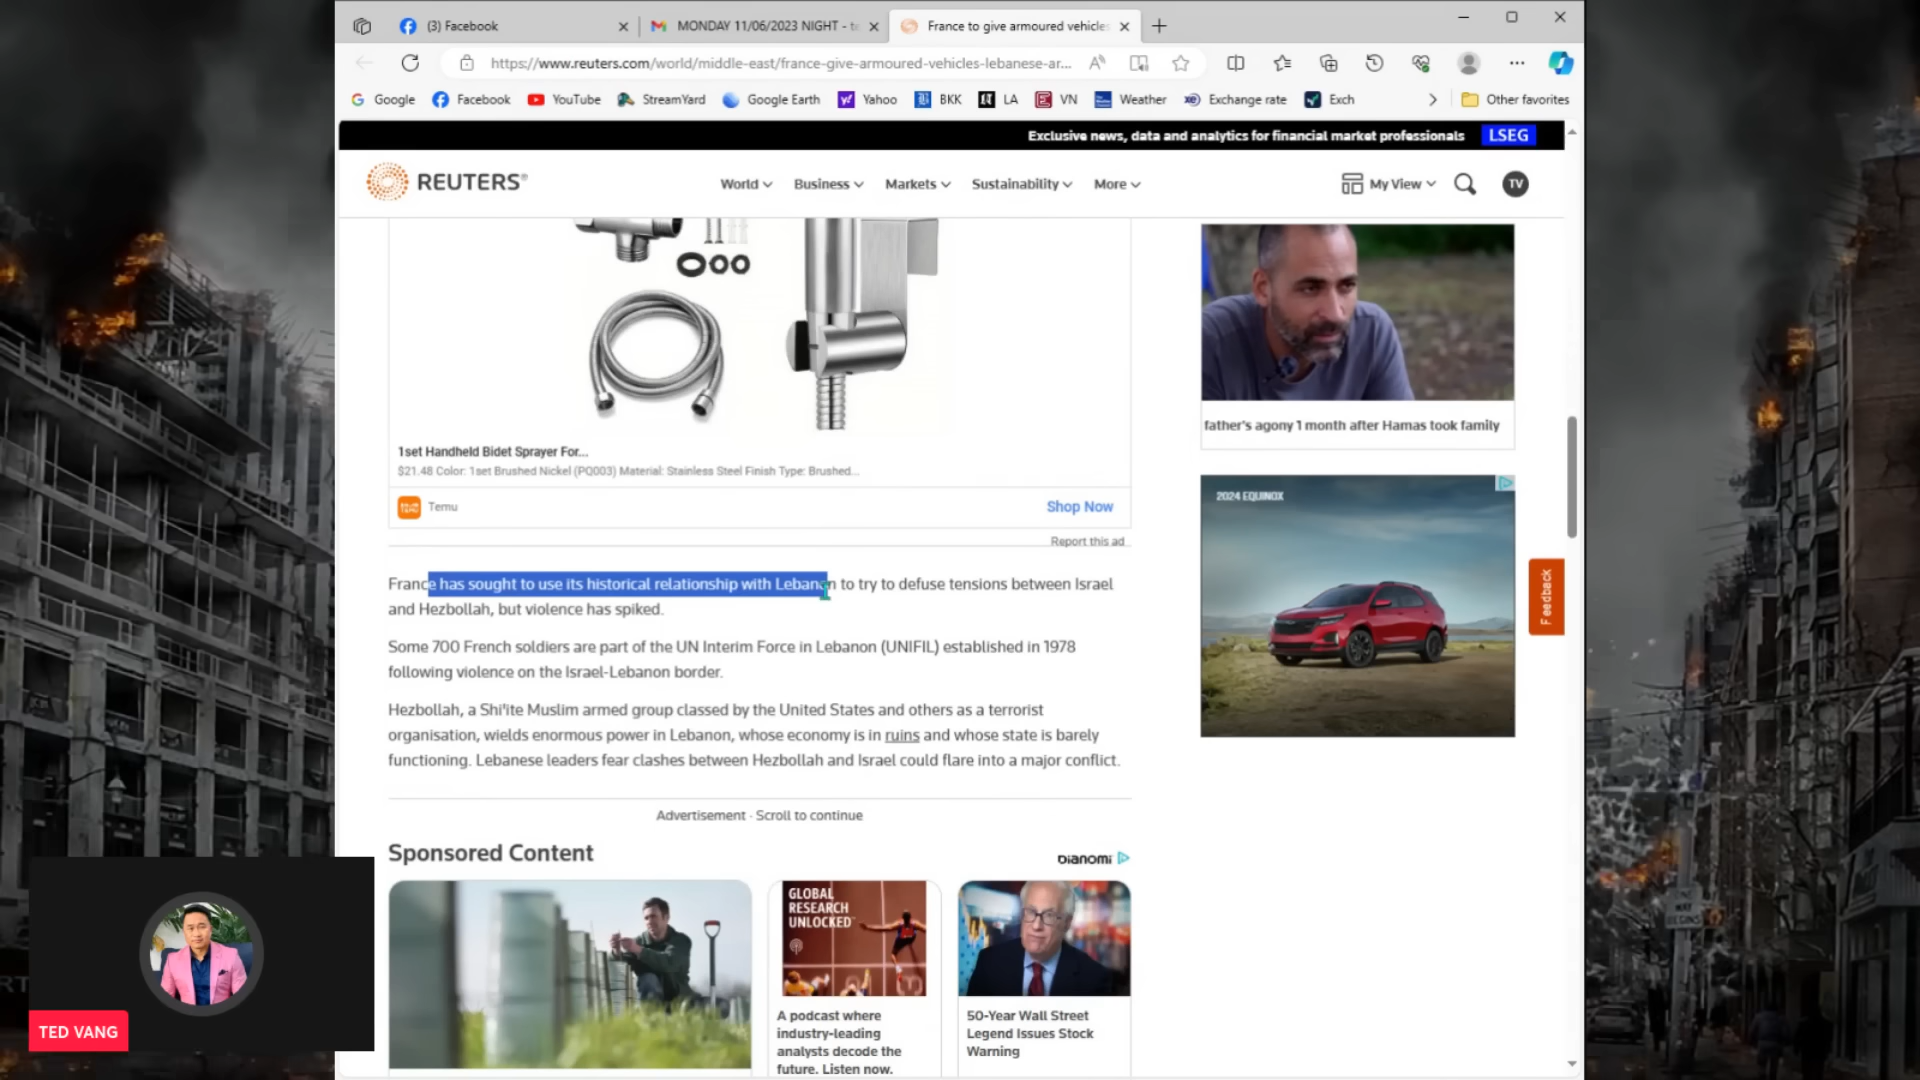 (3) Facebook
MONDAY 11/06/2023 NIGHT - te
France to give armoured vehicles
https://www.reuters.com/world/middle-east/france-give-armoured-vehicles-lebanese-ar...
Google
Facebook
YouTube
StreamYard
Google Earth
Yahoo
BKK
LA
VN
Weather
Exchange rate
Exch
Other favorites
Exclusive news, data and analytics for financial market professionals
LSEG
REUTERS®
World
Business
Markets
Sustainability
More
My View
TV
1set Handheld Bidet Sprayer For...
$21.48 Color: 1set Brushed Nickel (PQ003) Material: Stainless Steel Finish Type: Brushed...
Temu
Shop Now
Report this ad
father's agony 1 month after Hamas took family
2024 EQUINOX
Feedback
France has sought to use its historical relationship with Lebanon to try to defuse tensions between Israel
and Hezbollah, but violence has spiked.
Some 700 French soldiers are part of the UN Interim Force in Lebanon (UNIFIL) established in 1978
following violence on the Israel-Lebanon border.
Hezbollah, a Shi'ite Muslim armed group classed by the United States and others as a terrorist
organisation, wields enormous power in Lebanon, whose economy is in ruins and whose state is barely
functioning. Lebanese leaders fear clashes between Hezbollah and Israel could flare into a major conflict.
Advertisement · Scroll to continue
Sponsored Content
bianomi
GLOBAL
RESEARCH
UNLOCKED
A podcast where
industry-leading
analysts decode the
future. Listen now.
50-Year Wall Street
Legend Issues Stock
Warning
TED VANG